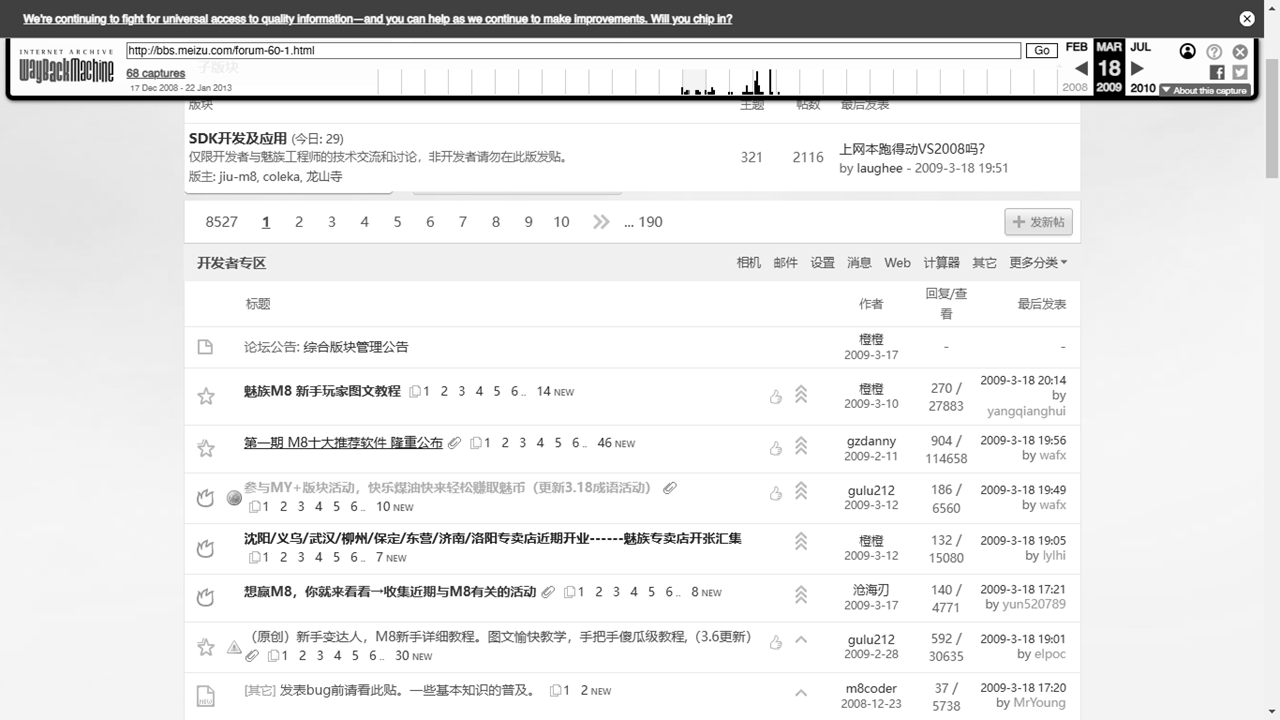 We're continuing to fight for universal access to quality information—and you can help as we continue to make improvements. Will you chip in?
INTERNET ARCHIVE
WayBackMachine
http://bbs.meizu.com/forum-60-1.html
Go
FEB MAR JUL
68 captures
子版块
18
17 Dec 2008 - 22 Jan 2013
2008 2009 2010
About this capture
版块 主题 帖数 最后发表
SDK开发及应用 (今日: 29)
仅限开发者与魅族工程师的技术交流和讨论，非开发者请勿在此版发贴。
版主: jiu-m8, coleka, 龙山寺
321 2116
上网本跑得动VS2008吗?
by laughee - 2009-3-18 19:51
8527 1 2 3 4 5 6 7 8 9 10 ... 190
发新帖
开发者专区 相机 邮件 设置 消息 Web 计算器 其它 更多分类
标题 作者 回复/查看 最后发表
论坛公告: 综合版块管理公告 橙橙 - -
2009-3-17
魅族M8 新手玩家图文教程 1 2 3 4 5 6 .. 14 NEW
橙橙
2009-3-10
270 /
27883
2009-3-18 20:14
by
yangqianghui
第一期 M8十大推荐软件 隆重公布 1 2 3 4 5 6 .. 46 NEW
gzdanny
2009-2-11
904 /
114658
2009-3-18 19:56
by wafx
参与MY+版块活动，快乐煤油快来轻松赚取魅币（更新3.18成语活动）
1 2 3 4 5 6 .. 10 NEW
gulu212
2009-3-12
186 /
6560
2009-3-18 19:49
by wafx
沈阳/义乌/武汉/柳州/保定/东营/济南/洛阳专卖店近期开业------魅族专卖店开张汇集
1 2 3 4 5 6 .. 7 NEW
橙橙
2009-3-12
132 /
15080
2009-3-18 19:05
by lylhi
想赢M8，你就来看看→收集近期与M8有关的活动 1 2 3 4 5 6 .. 8 NEW
沧海刃
2009-3-17
140 /
4771
2009-3-18 17:21
by yun520789
（原创）新手变达人，M8新手详细教程。图文愉快教学，手把手傻瓜级教程,（3.6更新）
1 2 3 4 5 6 .. 30 NEW
gulu212
2009-2-28
592 /
30635
2009-3-18 19:01
by elpoc
[其它] 发表bug前请看此贴。一些基本知识的普及。 1 2 NEW
m8coder
2008-12-23
37 /
5738
2009-3-18 17:20
by MrYoung